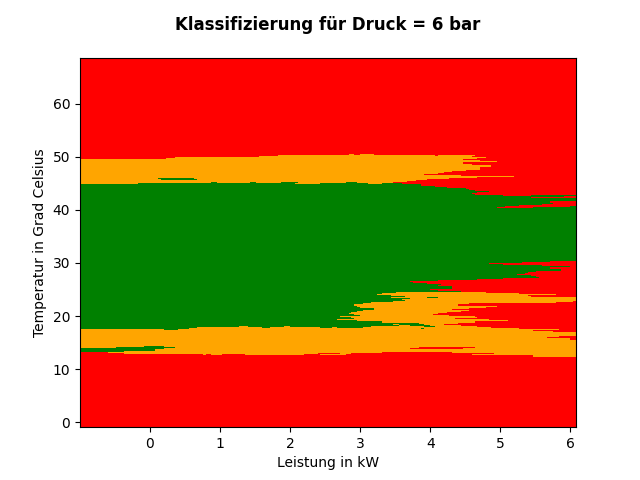 Klassifizierung für Druck = 6 bar
Temperatur in Grad Celsius
60
50
40
30
20
10
0
0 1 2 3 4 5 6
Leistung in kW